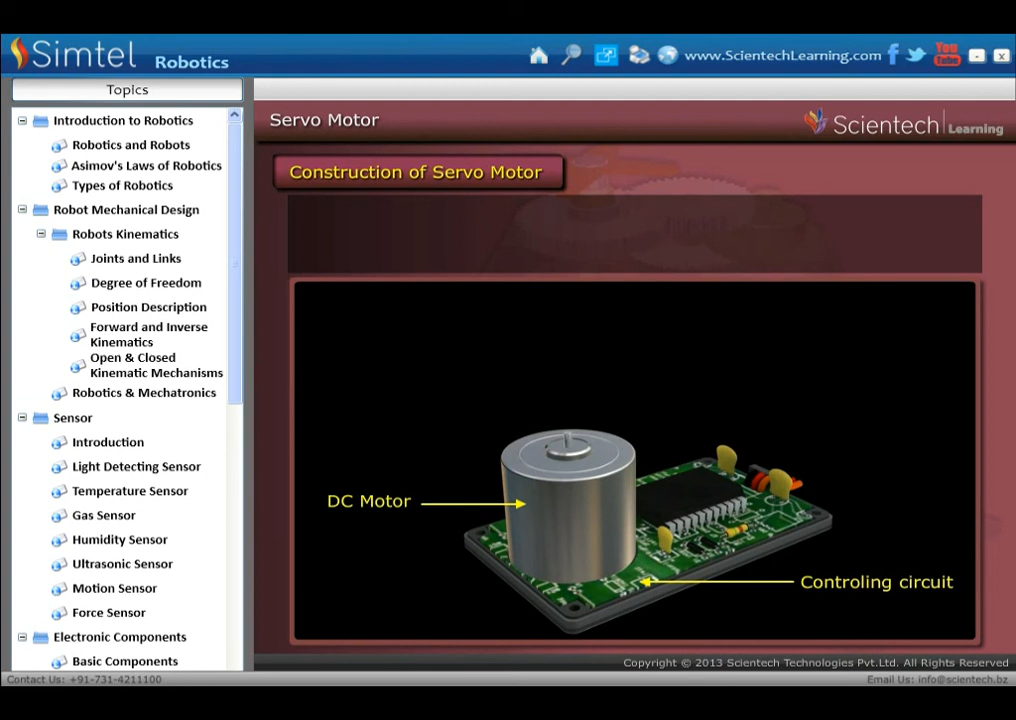 Simtel Robotics
www.ScientechLearning.com
You
Tube
Topics
Introduction to Robotics
Robotics and Robots
Asimov's Laws of Robotics
Types of Robotics
Robot Mechanical Design
Robots Kinematics
Joints and Links
Degree of Freedom
Position Description
Forward and Inverse
Kinematics
Open & Closed
Kinematic Mechanisms
Robotics & Mechatronics
Sensor
Introduction
Light Detecting Sensor
Temperature Sensor
Gas Sensor
Humidity Sensor
Ultrasonic Sensor
Motion Sensor
Force Sensor
Electronic Components
Basic Components
Servo Motor
Scientech Learning
Construction of Servo Motor
DC Motor
Controling circuit
Copyright © 2013 Scientech Technologies Pvt.Ltd. All Rights Reserved
Contact Us: +91-731-4211100
Email Us: info@scientech.bz